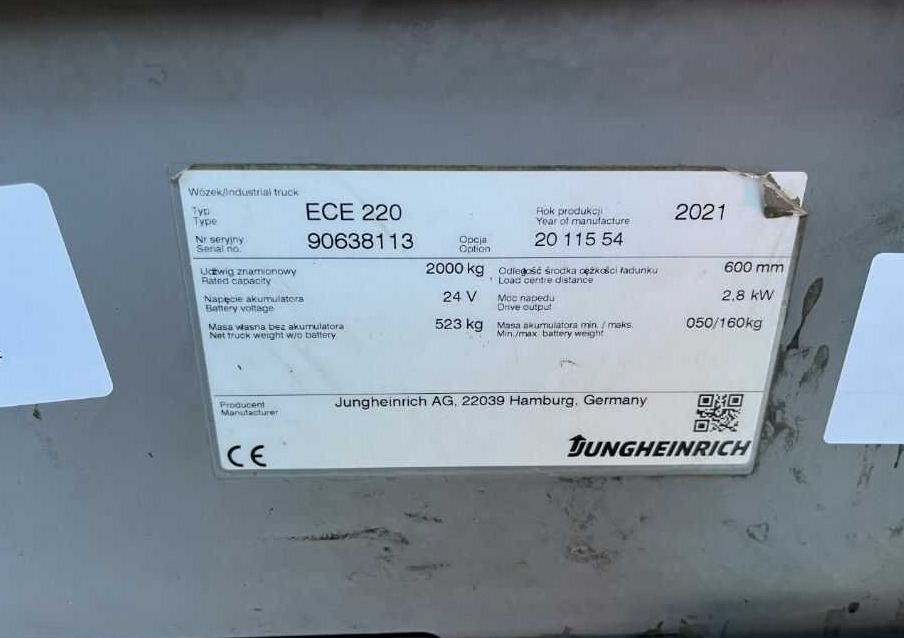 Wózek/Industrial truck
Typ
Type
ECE 220
Rok produkcji
Year of manufacture
2021
Nr seryjny
Serial no.
90638113
Opcja
Option
20 115 54
Udźwig znamionowy
Rated capacity
2000 kg
Odległość środka ciężkości ładunku
Load centre distance
600 mm
Napięcie akumulatora
Battery voltage
24 V
Moc napędu
Drive output
2,8 kW
Masa własna bez akumulatora
Net truck weight w/o battery
523 kg
Masa akumulatora min. / maks.
Min./max. battery weight
050/160kg
Producent
Manufacturer
Jungheinrich AG, 22039 Hamburg, Germany
CE
JUNGHEINRICH